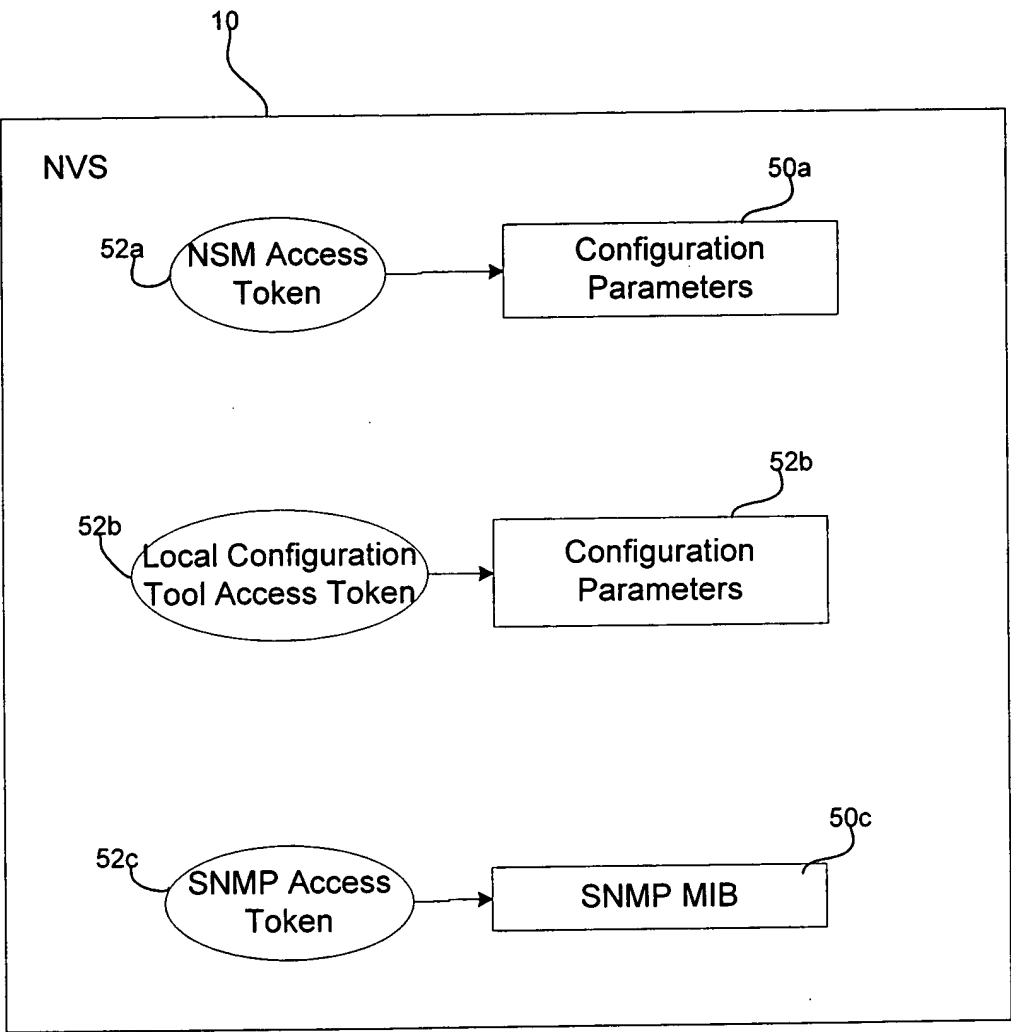 10
NVS
50a
52a
NSM Access
Token
Configuration
Parameters
52b
52b
Local Configuration
Tool Access Token
Configuration
Parameters
50c
52c
SNMP Access
Token
SNMP MIB